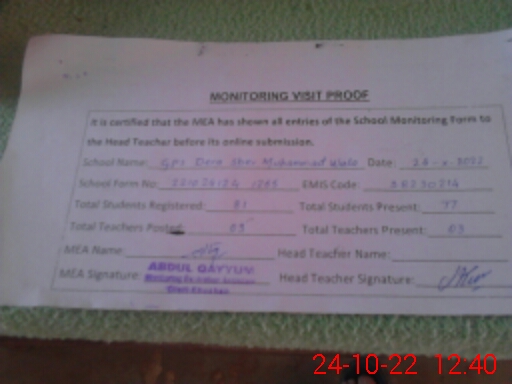 MONITORING VISIT PROOF
It is certified that the MEA has shown all entries of the School Monitoring Form to
the Head Teacher before its online submission.
School Name: GPS Dera Sher Muhammad Wala Date:
School Form No: EMIS Code:
Total Students Registered: 81 Total Students Present: 77
Total Teachers Posted 03 Total Teachers Present: 03
MEA Name: Head Teacher Name:
MEA Signature: ABDUL QAYYUM Head Teacher Signature:
24-10-22 12:40